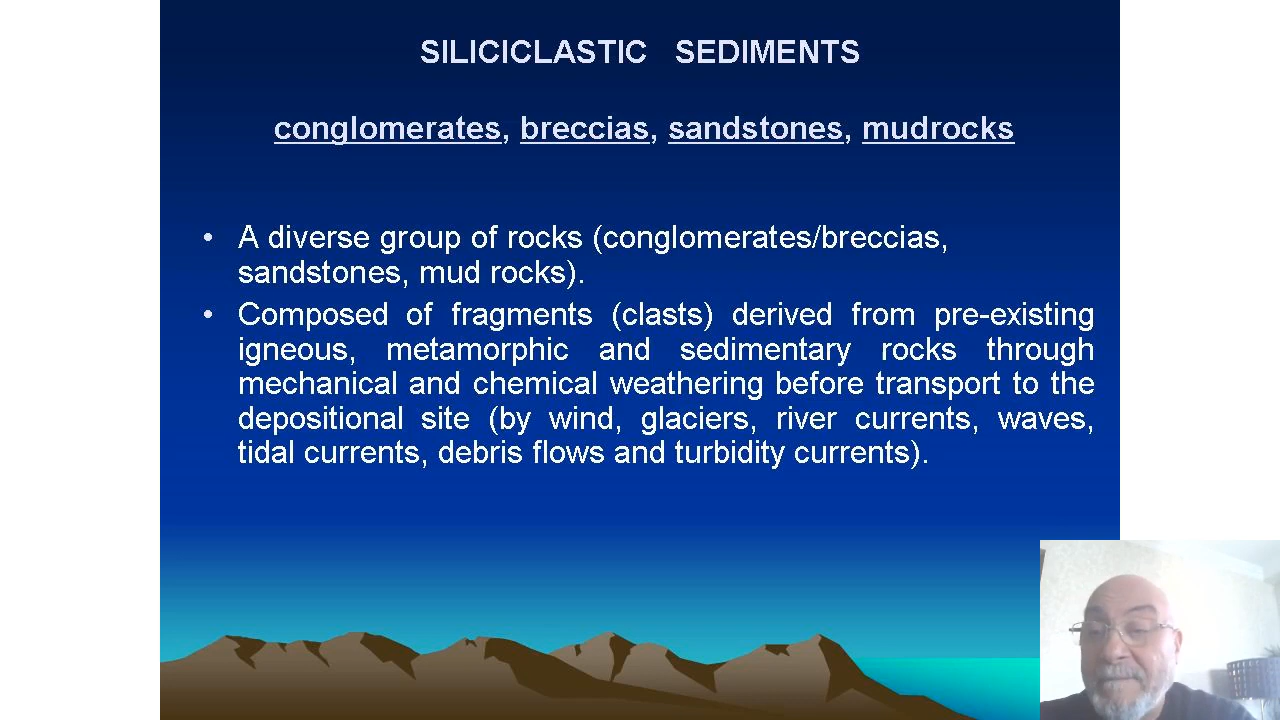 SILICICLASTIC SEDIMENTS
conglomerates, breccias, sandstones, mudrocks
• A diverse group of rocks (conglomerates/breccias,
sandstones, mud rocks).
• Composed of fragments (clasts) derived from pre-existing
igneous, metamorphic and sedimentary rocks through
mechanical and chemical weathering before transport to the
depositional site (by wind, glaciers, river currents, waves,
tidal currents, debris flows and turbidity currents).